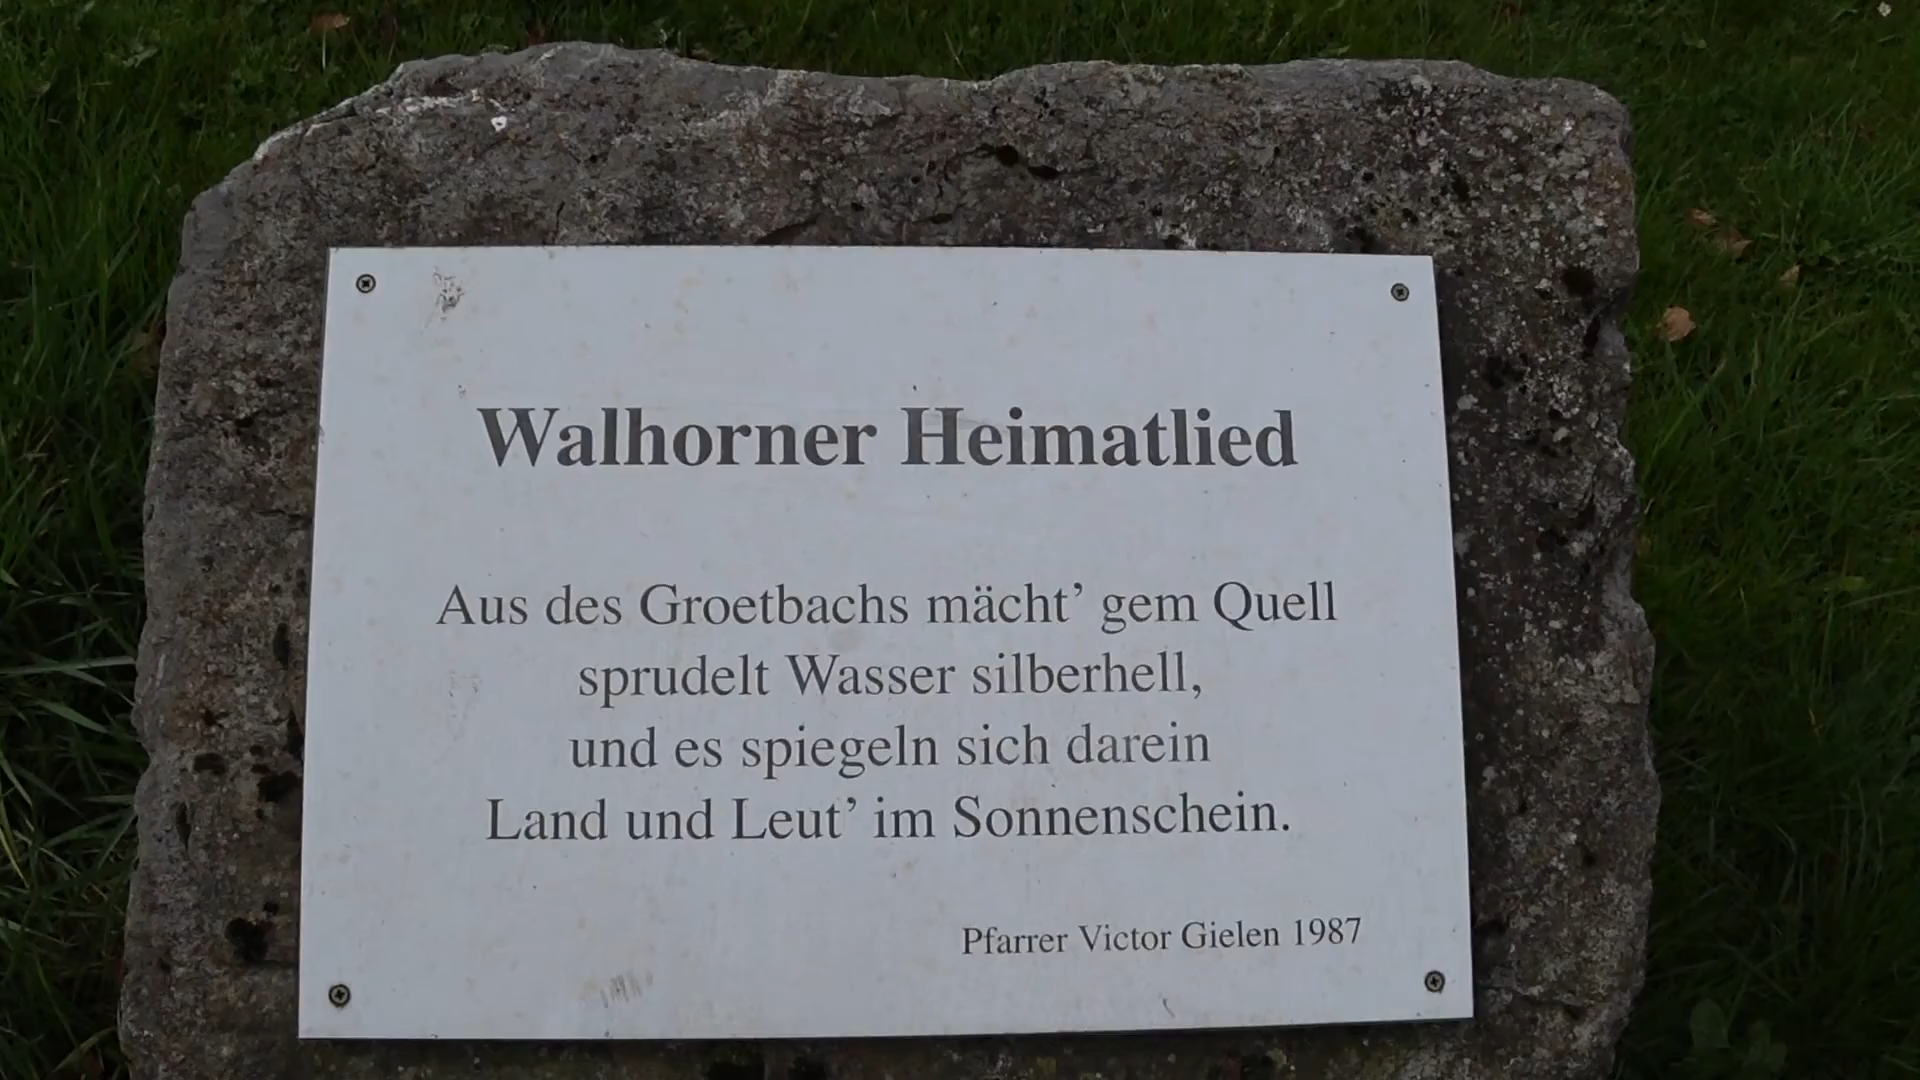 Walhorner Heimatlied
Aus des Groetbachs mächt’ gem Quell
sprudelt Wasser silberhell,
und es spiegeln sich darein
Land und Leut’ im Sonnenschein.
Pfarrer Victor Gielen 1987